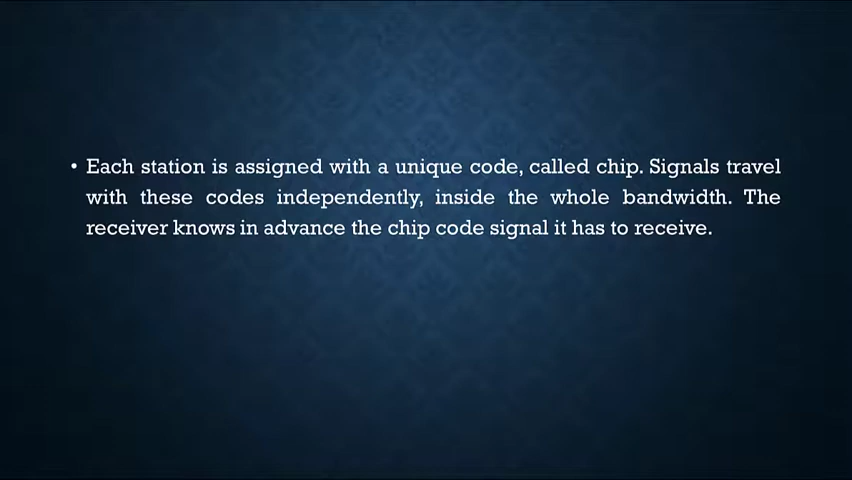 • Each station is assigned with a unique code, called chip. Signals travel
with these codes independently, inside the whole bandwidth. The
receiver knows in advance the chip code signal it has to receive.